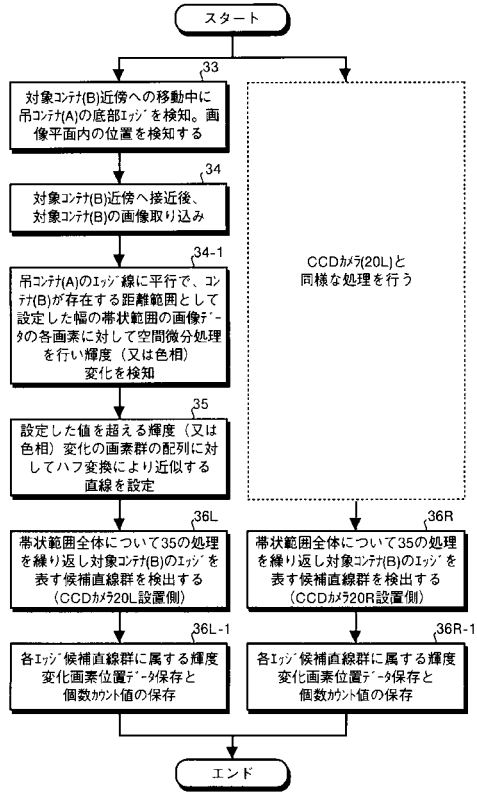 スタート
33
対象コンテナ(B)近傍への移動中に
吊コンテナ(A)の底部エッジを検知。画
像平面内の位置を検知する
34
対象コンテナ(B)近傍へ接近後、
対象コンテナ(B)の画像取り込み
34-1
吊コンテナ(A)のエッジ線に平行で、コン
テナ(B)が存在する距離範囲として
設定した幅の帯状範囲の画像デー
タの各画素に対して空間微分処理
を行い輝度（又は色相）
変化を検知
CCDカメラ(20L)と
同様な処理を行う
35
設定した値を超える輝度（又は
色相）変化の画素群の配列に対
してハフ変換により近似する
直線を設定
36L
帯状範囲全体について35の処理
を繰り返し対象コンテナ(B)のエッジを
表す候補直線群を検出する
（CCDカメラ20L設置側）
36R
帯状範囲全体について35の処理
を繰り返し対象コンテナ(B)のエッジを
表す候補直線群を検出する
（CCDカメラ20R設置側）
36L-1
各エッジ候補直線群に属する輝度
変化画素位置データ保存と
個数カウント値の保存
36R-1
各エッジ候補直線群に属する輝度
変化画素位置データ保存と
個数カウント値の保存
エンド